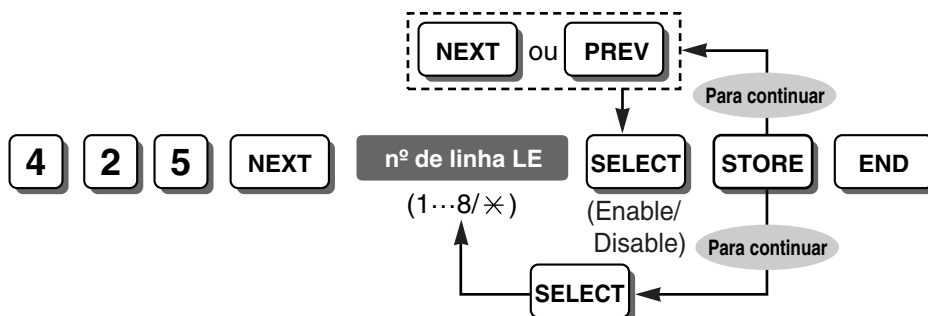 NEXT ou PREV
Para continuar
4 2 5 NEXT nº de linha LE SELECT STORE END
(1···8/✳)
(Enable/
Disable)
Para continuar
SELECT